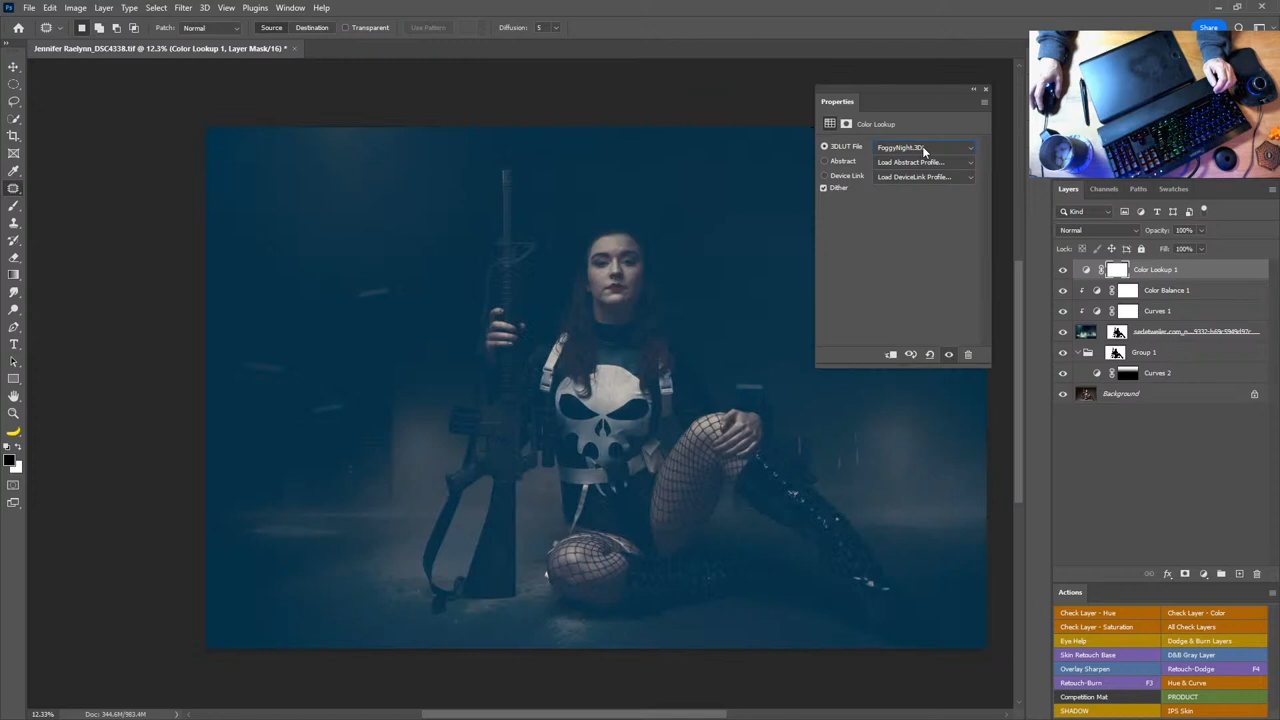 Ps File Edit Image Layer Type Select Filter 3D View Plugins Window Help
Patch: Normal Source Destination Transparent Use Pattern Diffusion: 5 Share
Jennifer Raelynn_DSC4338.tif @ 12.3% (Color Lookup 1, Layer Mask/16) *
Properties
Color Lookup
3DLUT File FoggyNight.3DL
Abstract Load Abstract Profile...
Device Link Load DeviceLink Profile...
Dither
Layers Channels Paths Swatches
Kind
Normal Opacity: 100%
Lock: Fill: 100%
Color Lookup 1
Color Balance 1
Curves 1
Group 1
Curves 2
Background
fx
Actions
Check Layer - Hue Check Layer - Color
Check Layer - Saturation All Check Layers
Eye Help Dodge & Burn Layers
Skin Retouch Base D&B Gray Layer
Overlay Sharpen Retouch-Dodge F4
Retouch-Burn F3 Hue & Curve
Competition Mat PRODUCT
SHADOW IPS Skin
12.33% Doc: 344.6M/983.4M